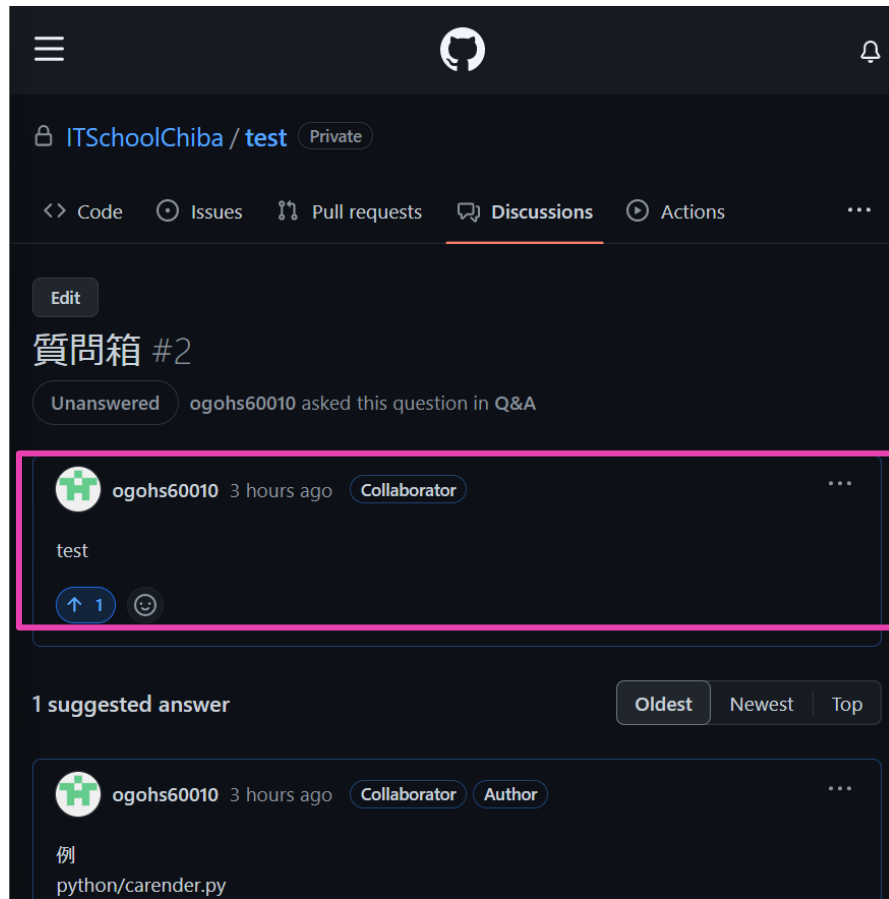 ITSchoolChiba / test Private
Code Issues Pull requests Discussions Actions
Edit
質問箱 #2
Unanswered ogohs60010 asked this question in Q&A
ogohs60010 3 hours ago Collaborator
test
1
1 suggested answer Oldest Newest Top
ogohs60010 3 hours ago Collaborator Author
例
python/carender.py